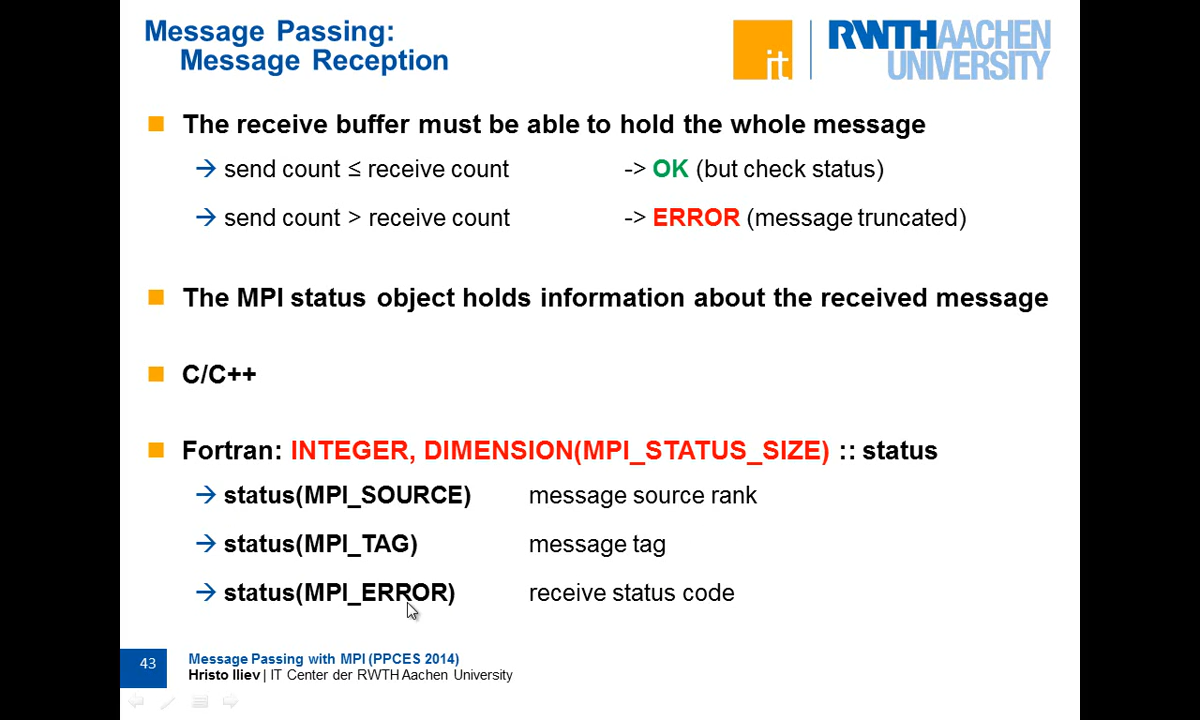 Message Passing:
Message Reception
it
RWTHAACHEN
UNIVERSITY
The receive buffer must be able to hold the whole message
→ send count ≤ receive count -> OK (but check status)
→ send count > receive count -> ERROR (message truncated)
The MPI status object holds information about the received message
C/C++
Fortran: INTEGER, DIMENSION(MPI_STATUS_SIZE) :: status
→ status(MPI_SOURCE) message source rank
→ status(MPI_TAG) message tag
→ status(MPI_ERROR) receive status code
43
Message Passing with MPI (PPCES 2014)
Hristo Iliev | IT Center der RWTH Aachen University